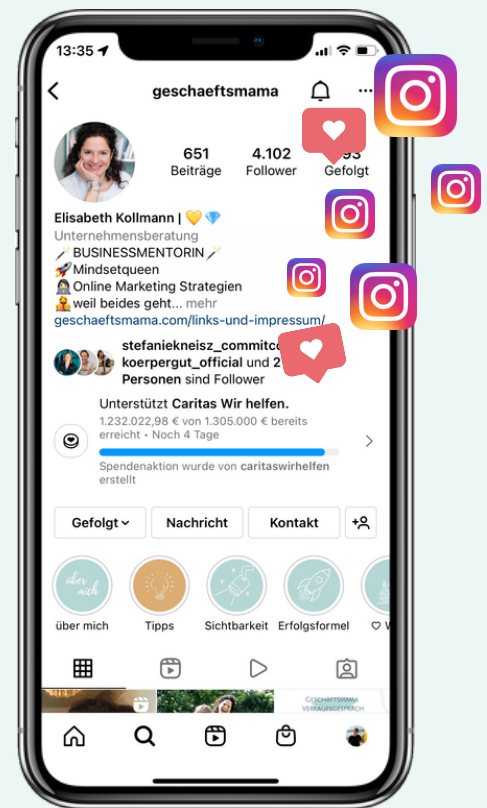 13:35
geschaeftsmama
651 4.102 93
Beiträge Follower Gefolgt
Elisabeth Kollmann | 💛 💎
Unternehmensberatung
BUSINESSMENTORIN
🚀Mindsetqueen
Online Marketing Strategien
weil beides geht... mehr
geschaeftsmama.com/links-und-impressum/
stefaniekneisz_commitco
koerpergut_official und 2
Personen sind Follower
Unterstützt Caritas Wir helfen.
1.232.022,98 € von 1.305.000 € bereits
erreicht • Noch 4 Tage
Spendenaktion wurde von caritaswirhelfen
erstellt
Gefolgt Nachricht Kontakt
über mich
über mich Tipps Sichtbarkeit Erfolgsformel ♡
GESCHÄFTSMAMA
VERKAUFSGESPRÄCH